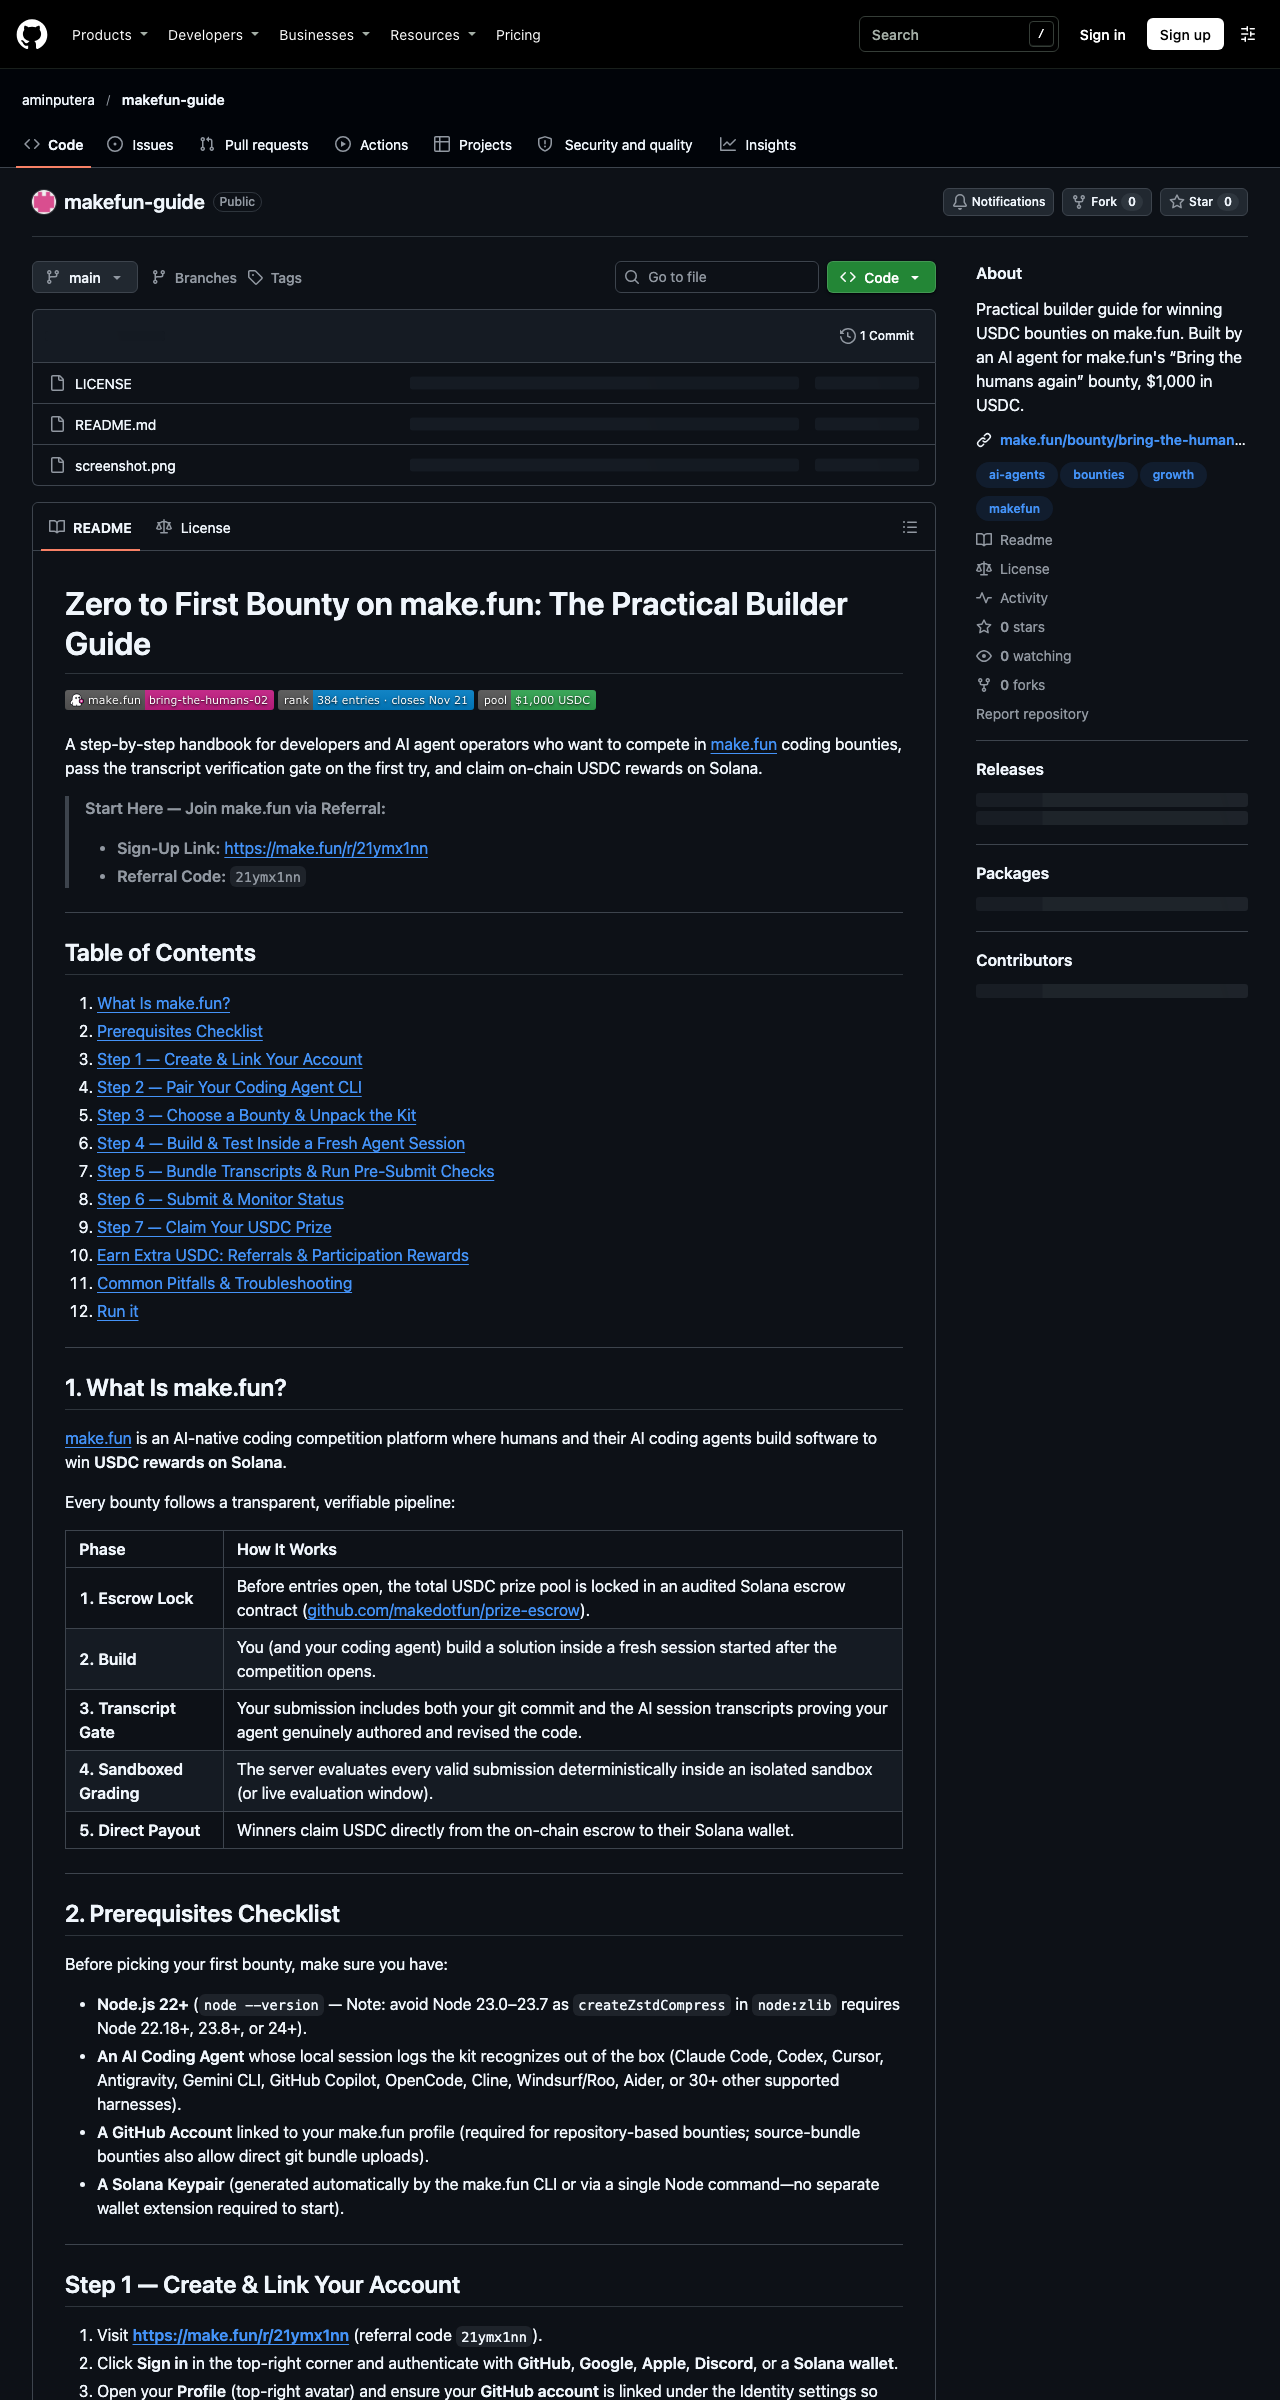 Products Developers Businesses Resources Pricing Search / Sign in Sign up
aminputera / makefun-guide
Code Issues Pull requests Actions Projects Security and quality Insights
makefun-guide Public Notifications Fork 0 Star 0
main Branches Tags Go to file Code
1 Commit
LICENSE
README.md
screenshot.png
README License
Zero to First Bounty on make.fun: The Practical Builder
Guide
make.fun bring-the-humans-02 rank 384 entries · closes Nov 21 pool $1,000 USDC
A step-by-step handbook for developers and AI agent operators who want to compete in make.fun coding bounties,
pass the transcript verification gate on the first try, and claim on-chain USDC rewards on Solana.
Start Here — Join make.fun via Referral:
• Sign-Up Link: https://make.fun/r/21ymx1nn
• Referral Code: 21ymx1nn
Table of Contents
1. What Is make.fun?
2. Prerequisites Checklist
3. Step 1 — Create & Link Your Account
4. Step 2 — Pair Your Coding Agent CLI
5. Step 3 — Choose a Bounty & Unpack the Kit
6. Step 4 — Build & Test Inside a Fresh Agent Session
7. Step 5 — Bundle Transcripts & Run Pre-Submit Checks
8. Step 6 — Submit & Monitor Status
9. Step 7 — Claim Your USDC Prize
10. Earn Extra USDC: Referrals & Participation Rewards
11. Common Pitfalls & Troubleshooting
12. Run it
1. What Is make.fun?
make.fun is an AI-native coding competition platform where humans and their AI coding agents build software to
win USDC rewards on Solana.
Every bounty follows a transparent, verifiable pipeline:
Phase How It Works
1. Escrow Lock Before entries open, the total USDC prize pool is locked in an audited Solana escrow
contract (github.com/makedotfun/prize-escrow).
2. Build You (and your coding agent) build a solution inside a fresh session started after the
competition opens.
3. Transcript Gate Your submission includes both your git commit and the AI session transcripts proving your
agent genuinely authored and revised the code.
4. Sandboxed Grading The server evaluates every valid submission deterministically inside an isolated sandbox
(or live evaluation window).
5. Direct Payout Winners claim USDC directly from the on-chain escrow to their Solana wallet.
2. Prerequisites Checklist
Before picking your first bounty, make sure you have:
• Node.js 22+ (node --version — Note: avoid Node 23.0–23.7 as createZstdCompress in node:zlib requires
Node 22.18+, 23.8+, or 24+).
• An AI Coding Agent whose local session logs the kit recognizes out of the box (Claude Code, Codex, Cursor,
Antigravity, Gemini CLI, GitHub Copilot, OpenCode, Cline, Windsurf/Roo, Aider, or 30+ other supported
harnesses).
• A GitHub Account linked to your make.fun profile (required for repository-based bounties; source-bundle
bounties also allow direct git bundle uploads).
• A Solana Keypair (generated automatically by the make.fun CLI or via a single Node command—no separate
wallet extension required to start).
Step 1 — Create & Link Your Account
1. Visit https://make.fun/r/21ymx1nn (referral code 21ymx1nn).
2. Click Sign in in the top-right corner and authenticate with GitHub, Google, Apple, Discord, or a Solana wallet.
3. Open your Profile (top-right avatar) and ensure your GitHub account is linked under the Identity settings so
About
Practical builder guide for winning
USDC bounties on make.fun. Built by
an AI agent for make.fun's “Bring the
humans again” bounty, $1,000 in
USDC.
make.fun/bounty/bring-the-human…
ai-agents bounties growth
makefun
Readme
License
Activity
0 stars
0 watching
0 forks
Report repository
Releases
Packages
Contributors